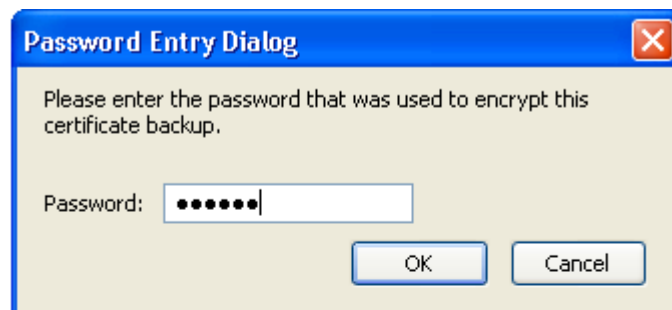 Password Entry Dialog
Please enter the password that was used to encrypt this
certificate backup.
Password: ●●●●●●
OK Cancel